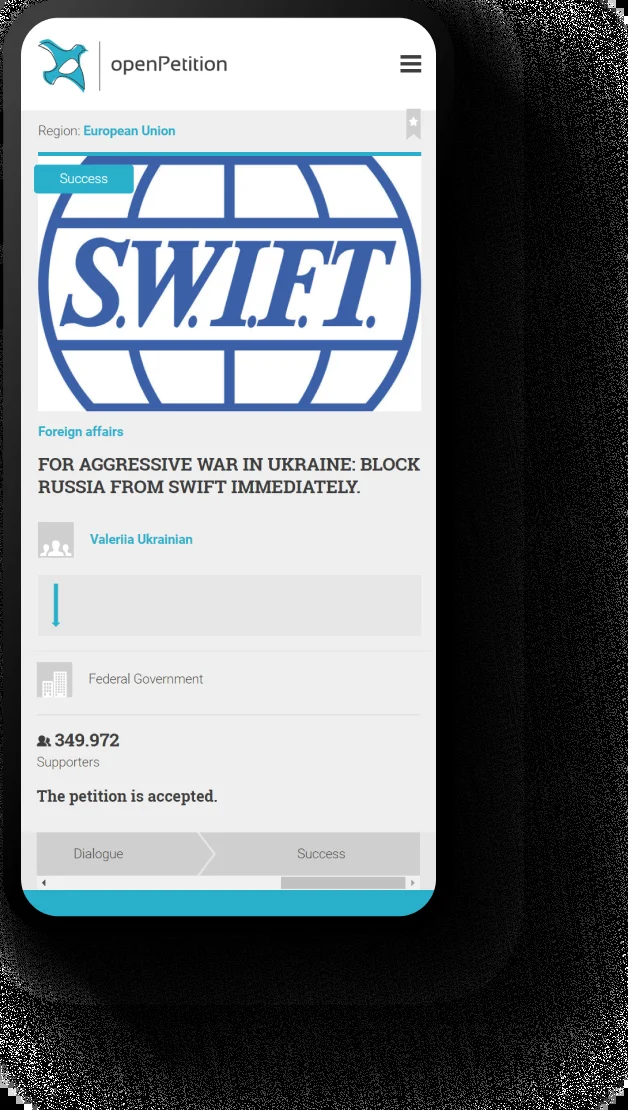 openPetition
Region: European Union
Success
S.W.I.F.T.
Foreign affairs
FOR AGGRESSIVE WAR IN UKRAINE: BLOCK
RUSSIA FROM SWIFT IMMEDIATELY.
Valeriia Ukrainian
Federal Government
349.972
Supporters
The petition is accepted.
Dialogue
Success